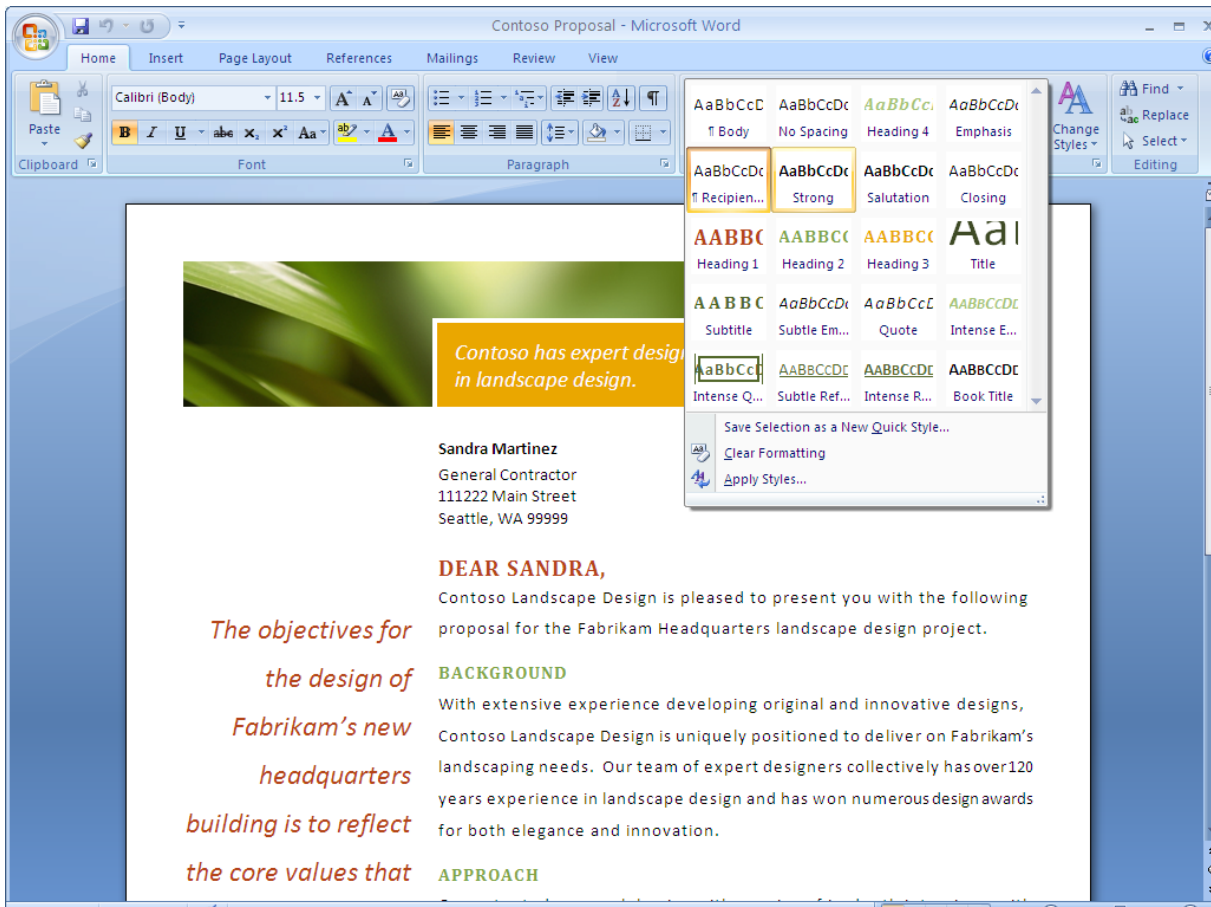 Contoso Proposal - Microsoft Word
Home Insert Page Layout References Mailings Review View
Calibri (Body) 11.5
Paste
B I U abc X₂ X² Aa
Clipboard Font Paragraph
AaBbCcD AaBbCcDc AaBbCc AaBbCcDc
¶ Body No Spacing Heading 4 Emphasis
AaBbCcDc AaBbCcDc AaBbCcDc AaBbCcDc
¶ Recipien... Strong Salutation Closing
AABBC AABBCC AABBCC Aal
Heading 1 Heading 2 Heading 3 Title
AABBC AaBbCcDc AaBbCcD AABBCCDD
Subtitle Subtle Em... Quote Intense E...
AaBbCcD AABBCCDD AABBCCDD AABBCCDD
Intense Q... Subtle Ref... Intense R... Book Title
Save Selection as a New Quick Style...
Clear Formatting
Apply Styles...
Change
Styles
Find
Replace
Select
Editing
Contoso has expert desig
in landscape design.
Sandra Martinez
General Contractor
111222 Main Street
Seattle, WA 99999
DEAR SANDRA,
Contoso Landscape Design is pleased to present you with the following
proposal for the Fabrikam Headquarters landscape design project.
BACKGROUND
With extensive experience developing original and innovative designs,
Contoso Landscape Design is uniquely positioned to deliver on Fabrikam's
landscaping needs. Our team of expert designers collectively has over 120
years experience in landscape design and has won numerous design awards
for both elegance and innovation.
APPROACH
The objectives for
the design of
Fabrikam's new
headquarters
building is to reflect
the core values that